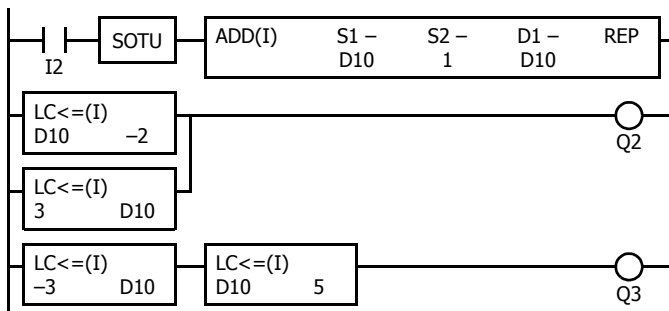 I2
SOTU
ADD(I) S1 – S2 – D1 – REP
D10 1 D10
LC<=(I)
D10 –2
Q2
LC<=(I)
3 D10
LC<=(I) LC<=(I)
–3 D10 D10 5
Q3